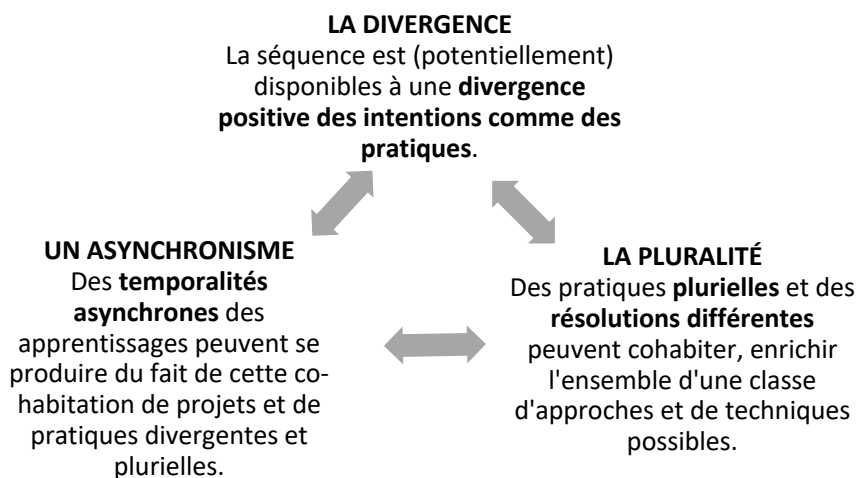 LA DIVERGENCE
La séquence est (potentiellement)
disponibles à une divergence
positive des intentions comme des
pratiques.
UN ASYNCHRONISME
Des temporalités
asynchrones des
apprentissages peuvent se
produire du fait de cette co-
habitation de projets et de
pratiques divergentes et
plurielles.
LA PLURALITÉ
Des pratiques plurielles et des
résolutions différentes
peuvent cohabiter, enrichir
l'ensemble d'une classe
d'approches et de techniques
possibles.